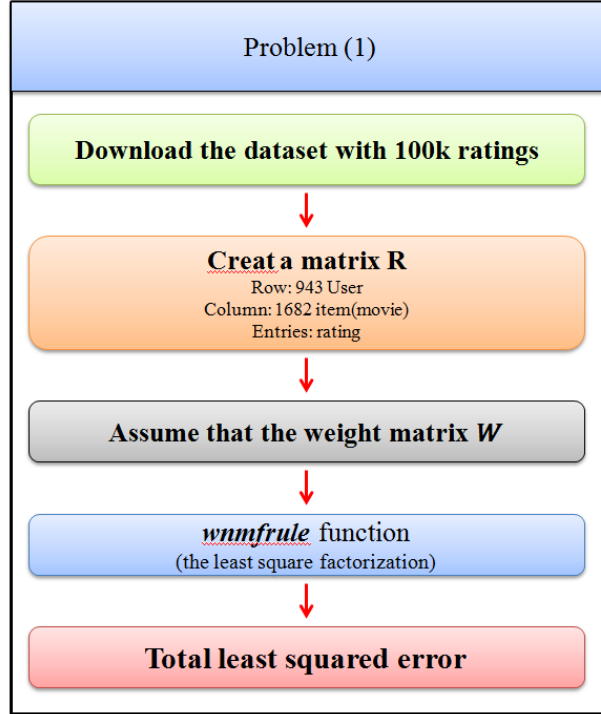 Problem (1)
Download the dataset with 100k ratings
Creat a matrix R
Row: 943 User
Column: 1682 item(movie)
Entries: rating
Assume that the weight matrix W
wnmfrule function
(the least square factorization)
Total least squared error